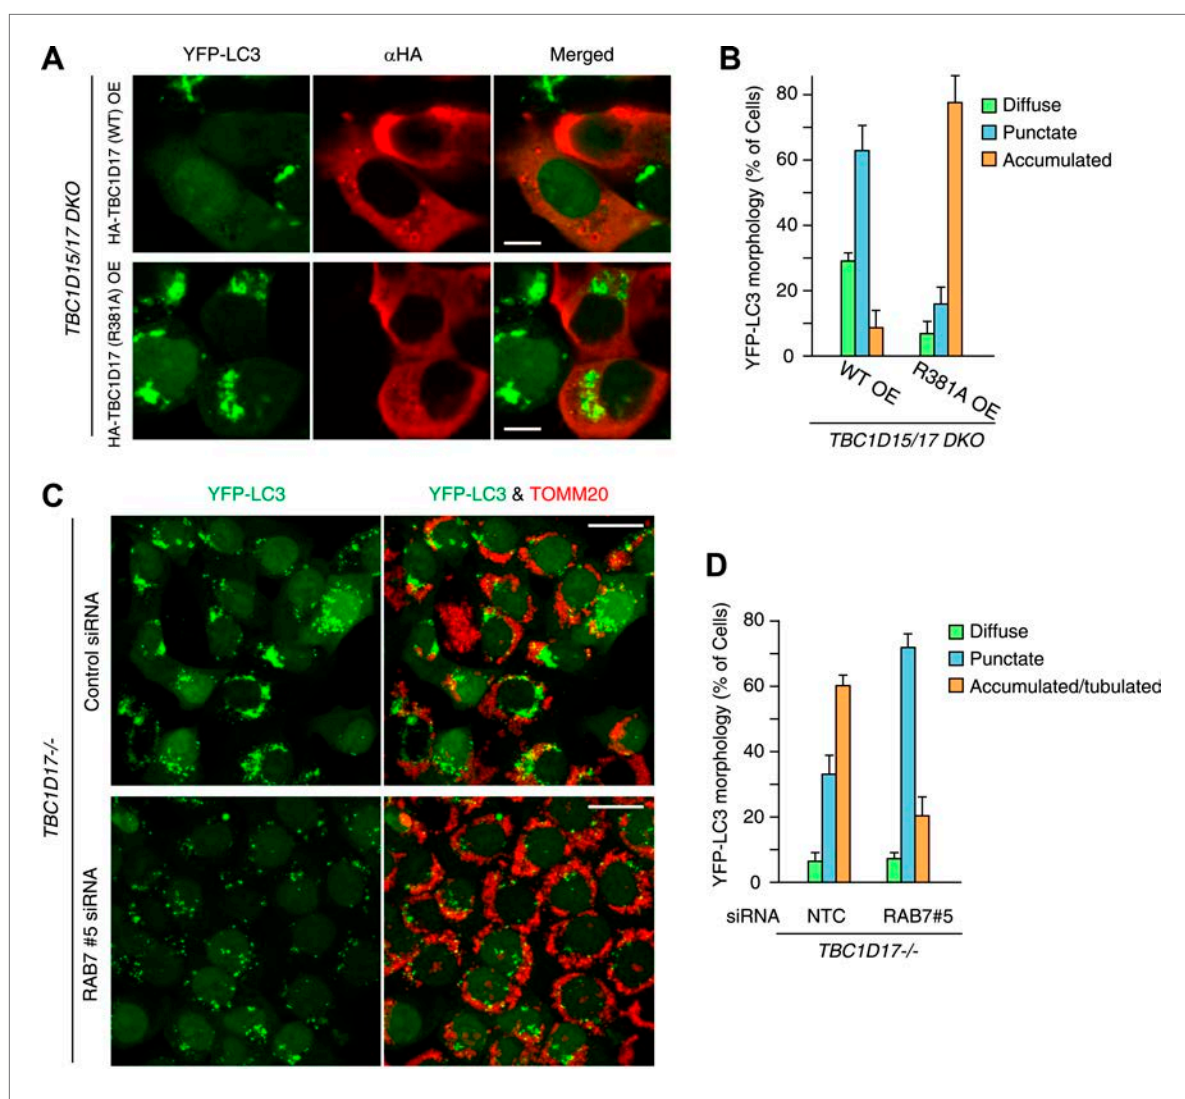 A
YFP-LC3
αHA
Merged
TBC1D15/17 DKO
HA-TBC1D17 (WT) OE
HA-TBC1D17 (R381A) OE
B
YFP-LC3 morphology (% of Cells)
80
60
40
20
0
Diffuse
Punctate
Accumulated
WT OE
R381A OE
TBC1D15/17 DKO
C
YFP-LC3
YFP-LC3 & TOMM20
TBC1D17-/-
Control siRNA
RAB7 #5 siRNA
D
YFP-LC3 morphology (% of Cells)
80
60
40
20
0
Diffuse
Punctate
Accumulated/tubulated
siRNA NTC RAB7#5
TBC1D17-/-